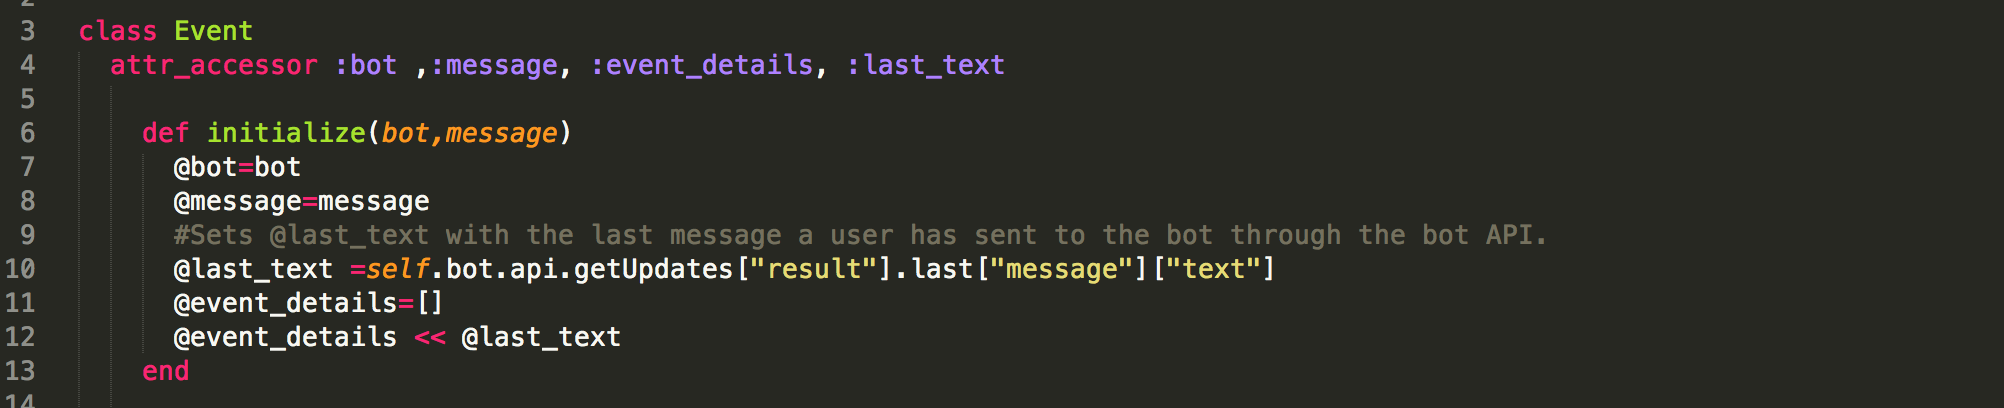 3 class Event
4 attr_accessor :bot ,:message, :event_details, :last_text
5
6 def initialize(bot,message)
7 @bot=bot
8 @message=message
9 #Sets @last_text with the last message a user has sent to the bot through the bot API.
10 @last_text =self.bot.api.getUpdates["result"].last["message"]["text"]
11 @event_details=[]
12 @event_details << @last_text
13 end
14